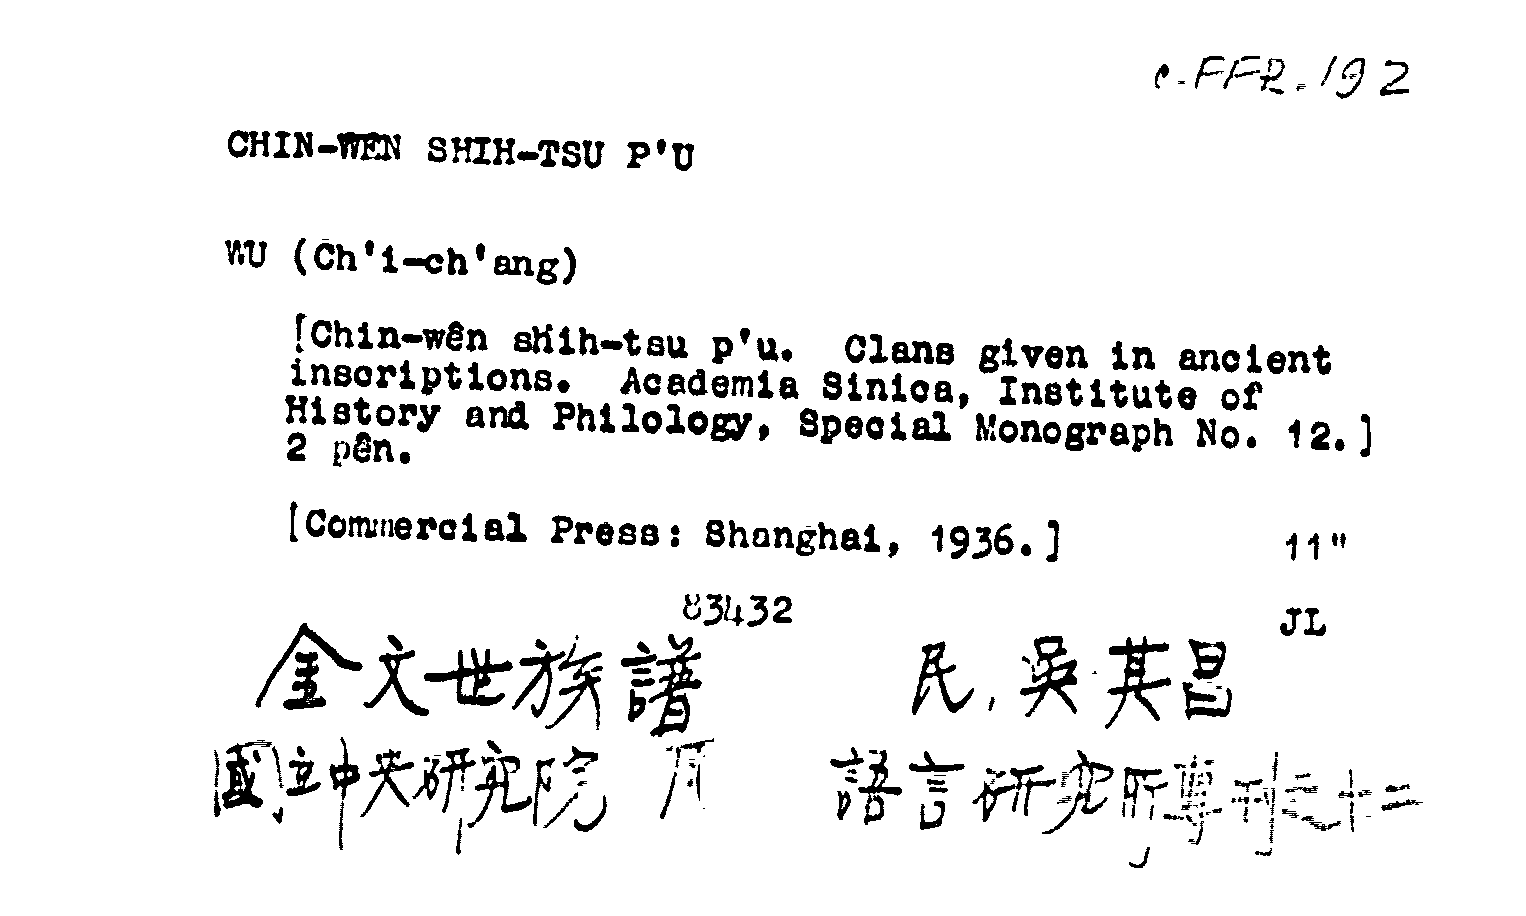 c.FFR.192
CHIN-WÊN SHIH-TSU P'U
WU (Ch'i-ch'ang)
[Chin-wên shih-tsu p'u. Clans given in ancient
inscriptions. Academia Sinica, Institute of
History and Philology, Special Monograph No. 12.]
2 pên.
[Commercial Press: Shanghai, 1936.] 11"
83432 JL
金文世族譜 民, 吳其昌
國立中央研究院 語言研究所專刊之十二